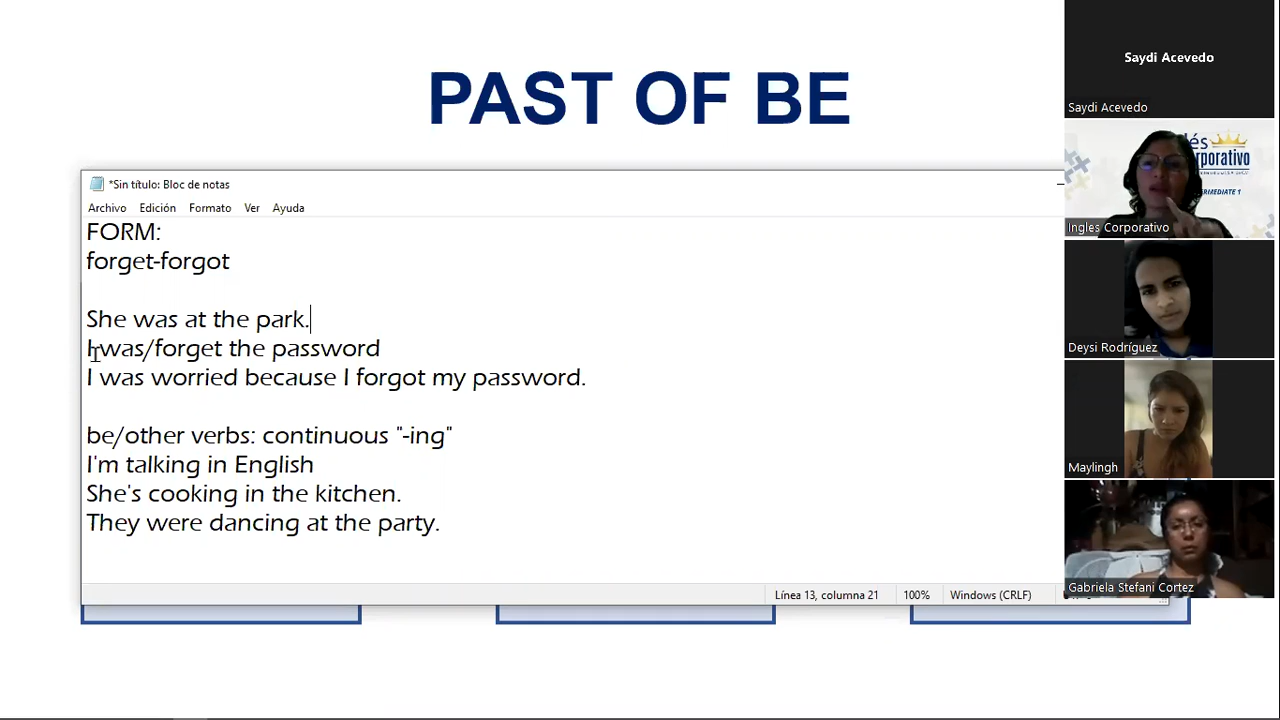 PAST OF BE
*Sin título: Bloc de notas
Archivo Edición Formato Ver Ayuda
FORM:
forget-forgot
She was at the park.
I was/forget the password
I was worried because I forgot my password.
be/other verbs: continuous "-ing"
I'm talking in English
She's cooking in the kitchen.
They were dancing at the party.
Línea 13, columna 21 100% Windows (CRLF)
Saydi Acevedo
Saydi Acevedo
INTERMEDIATE 1
Ingles Corporativo
Deysi Rodríguez
Maylingh
Gabriela Stefani Cortez